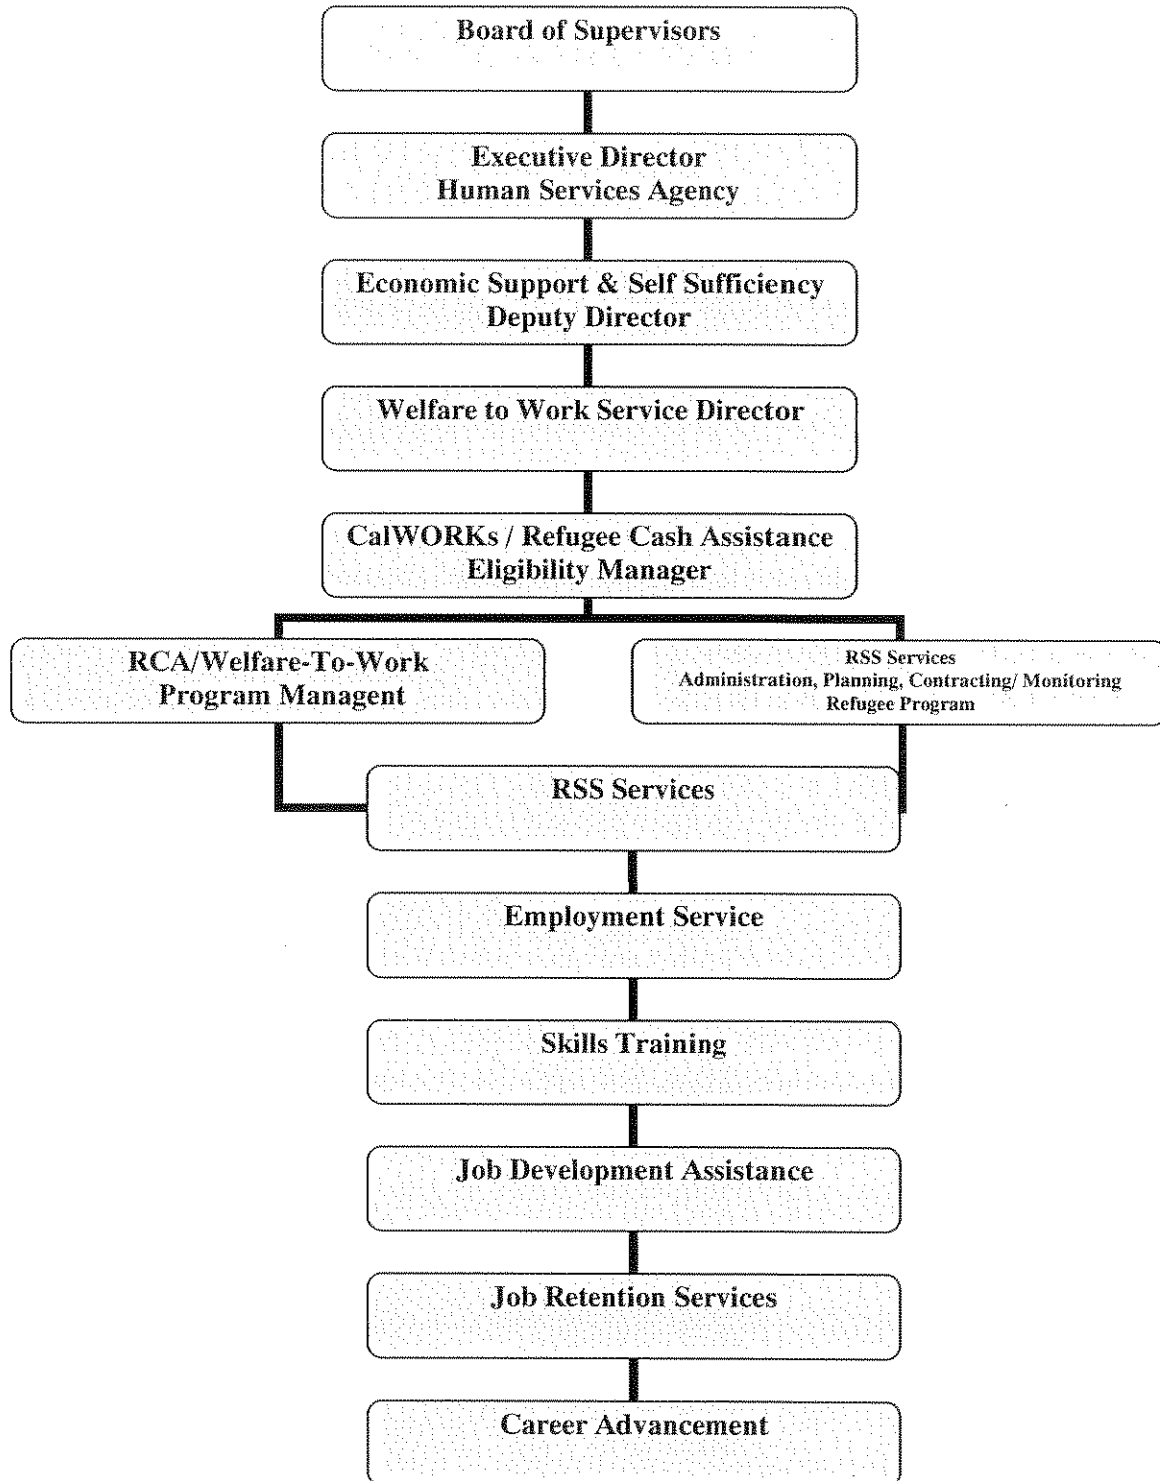 Board of Supervisors
Executive Director
Human Services Agency
Economic Support & Self Sufficiency
Deputy Director
Welfare to Work Service Director
CalWORKs / Refugee Cash Assistance
Eligibility Manager
RCA/Welfare-To-Work
Program Managent
RSS Services
Administration, Planning, Contracting/ Monitoring
Refugee Program
RSS Services
Employment Service
Skills Training
Job Development Assistance
Job Retention Services
Career Advancement